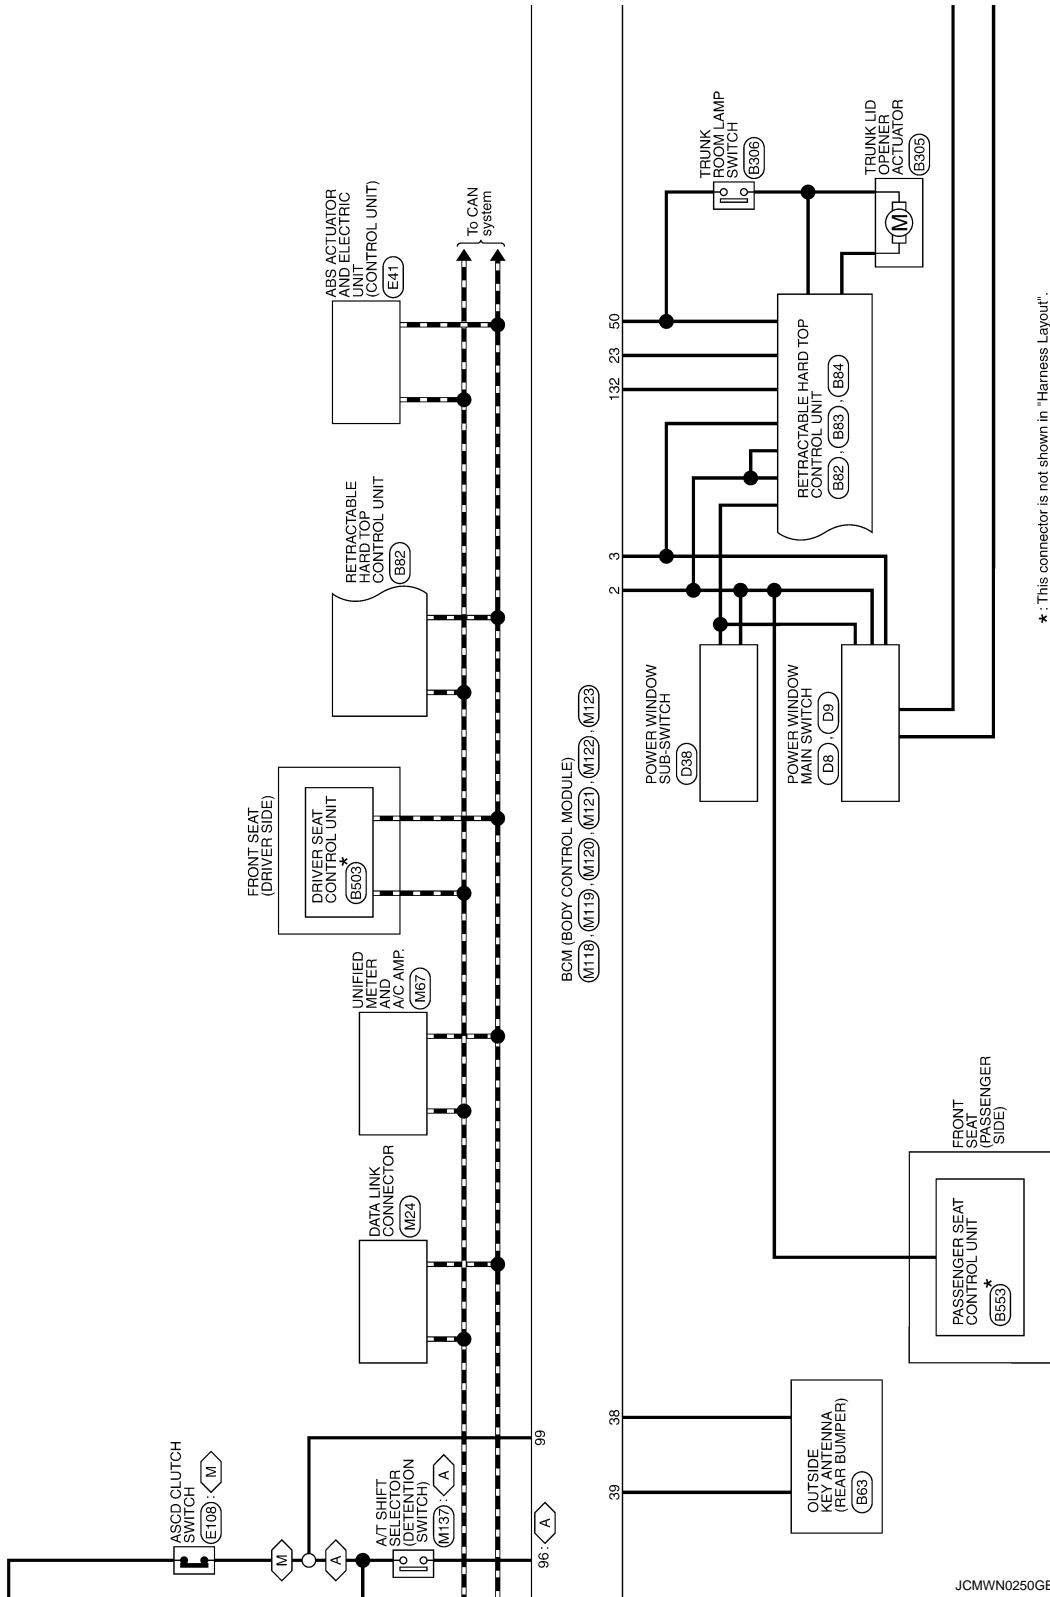 ASCD CLUTCH
SWITCH
E108 : M
M
A
A/T SHIFT
SELECTOR
(DETENTION
SWITCH)
M137 : A
96 : A
99
DATA LINK
CONNECTOR
M24
UNIFIED
METER
AND
A/C AMP.
M67
FRONT SEAT
(DRIVER SIDE)
DRIVER SEAT
CONTROL UNIT
*
B503
RETRACTABLE
HARD TOP
CONTROL UNIT
B82
ABS ACTUATOR
AND ELECTRIC
UNIT
(CONTROL UNIT)
E41
To CAN
system
BCM (BODY CONTROL MODULE)
M118 , M119 , M120 , M121 , M122 , M123
39
38
2
3
132
23
50
OUTSIDE
KEY ANTENNA
(REAR BUMPER)
B63
FRONT
SEAT
(PASSENGER
SIDE)
PASSENGER SEAT
CONTROL UNIT
*
B553
POWER WINDOW
SUB-SWITCH
D38
POWER WINDOW
MAIN SWITCH
D8 , D9
RETRACTABLE HARD TOP
CONTROL UNIT
B82 , B83 , B84
TRUNK
ROOM LAMP
SWITCH
B306
TRUNK LID
OPENER
ACTUATOR
B305
M
* : This connector is not shown in "Harness Layout".
JCMWN0250GE